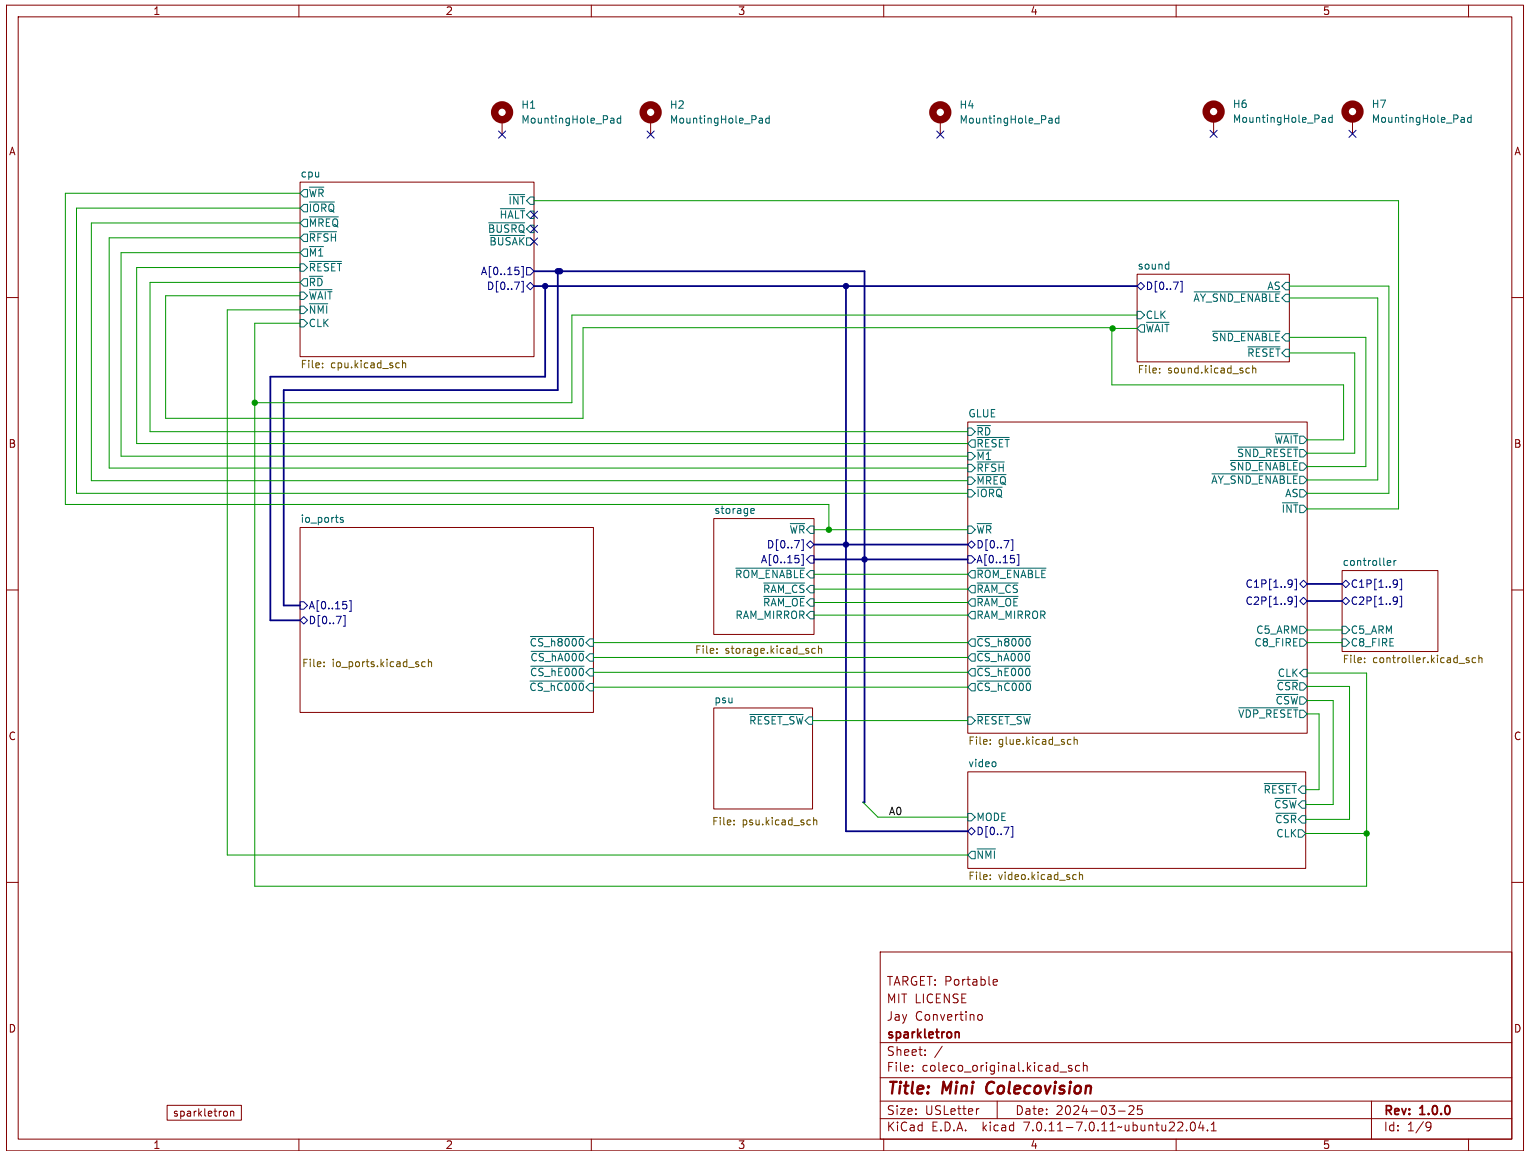 1 2 3 4 5
H1
MountingHole_Pad
H2
MountingHole_Pad
H4
MountingHole_Pad
H6
MountingHole_Pad
H7
MountingHole_Pad
A A
cpu
WR
IORQ
MREQ
RFSH
M1
RESET
RD
WAIT
NMI
CLK
INT
HALT
BUSRQ
BUSAK
A[0..15]
D[0..7]
File: cpu.kicad_sch
sound
D[0..7]
CLK
WAIT
AS
AY_SND_ENABLE
SND_ENABLE
RESET
File: sound.kicad_sch
B B
GLUE
RD
RESET
M1
RFSH
MREQ
IORQ
WR
D[0..7]
A[0..15]
ROM_ENABLE
RAM_CS
RAM_OE
RAM_MIRROR
CS_h8000
CS_hA000
CS_hE000
CS_hC000
RESET_SW
WAIT
SND_RESET
SND_ENABLE
AY_SND_ENABLE
AS
INT
C1P[1..9]
C2P[1..9]
C5_ARM
C8_FIRE
CLK
CSR
CSW
VDP_RESET
File: glue.kicad_sch
storage
WR
D[0..7]
A[0..15]
ROM_ENABLE
RAM_CS
RAM_OE
RAM_MIRROR
File: storage.kicad_sch
io_ports
A[0..15]
D[0..7]
File: io_ports.kicad_sch
CS_h8000
CS_hA000
CS_hE000
CS_hC000
controller
C1P[1..9]
C2P[1..9]
C5_ARM
C8_FIRE
File: controller.kicad_sch
C C
psu
RESET_SW
File: psu.kicad_sch
video
A0
MODE
D[0..7]
NMI
RESET
CSW
CSR
CLK
File: video.kicad_sch
D D
TARGET: Portable
MIT LICENSE
Jay Convertino
sparkletron
Sheet: /
File: coleco_original.kicad_sch
Title: Mini Colecovision
Size: USLetter Date: 2024-03-25 Rev: 1.0.0
KiCad E.D.A. kicad 7.0.11-7.0.11~ubuntu22.04.1 Id: 1/9
sparkletron
1 2 3 4 5